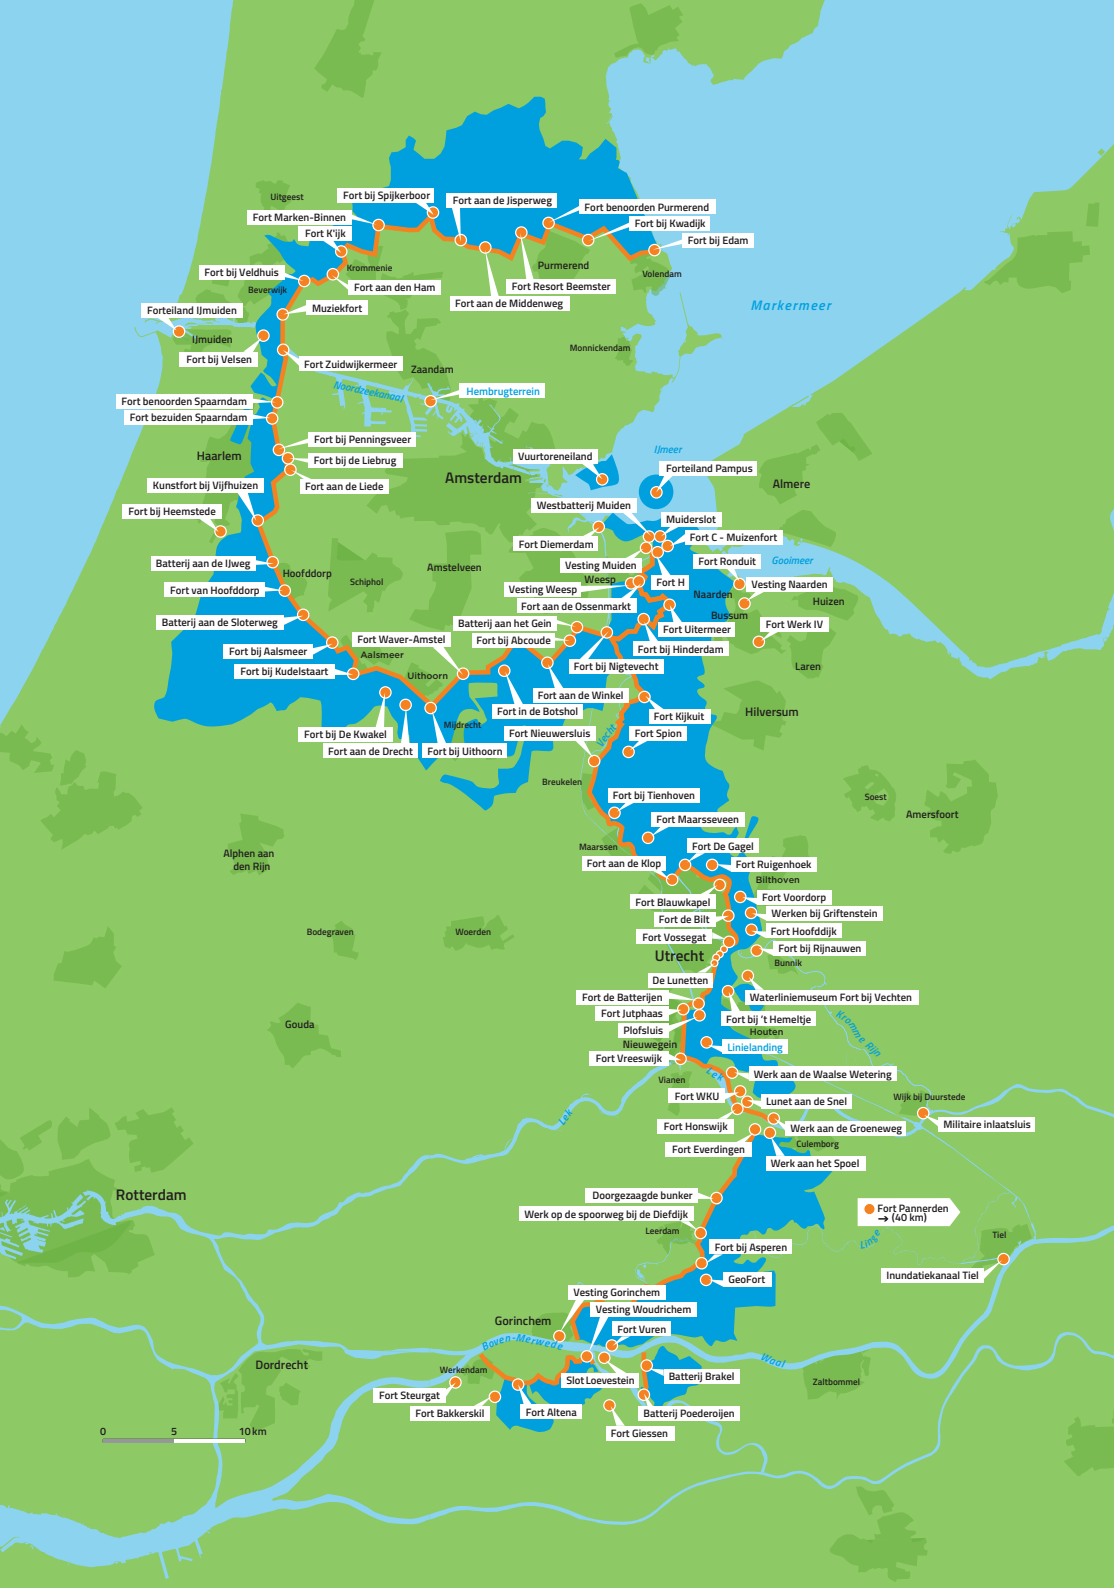 Uitgeest
Fort bij Spijkerboor
Fort aan de Jisperweg
Fort Marken-Binnen
Fort benoorden Purmerend
Fort K'ijk
Fort bij Kwadijk
Fort bij Edam
Fort bij Veldhuis
Krommenie
Purmerend
Volendam
Beverwijk
Fort aan den Ham
Fort Resort Beemster
Fort aan de Middenweg
Markermeer
Forteiland IJmuiden
Muziekfort
IJmuiden
Fort bij Velsen
Fort Zuidwijkermeer
Monnickendam
Zaandam
Noordzeekanaal
Hembrugterrein
Fort benoorden Spaarndam
Fort bezuiden Spaarndam
Fort bij Penningsveer
Haarlem
Fort bij de Liebrug
Vuurtoreneiland
IJmeer
Forteiland Pampus
Amsterdam
Almere
Kunstfort bij Vijfhuizen
Fort aan de Liede
Fort bij Heemstede
Westbatterij Muiden
Muiderslot
Fort Diemerdam
Fort C - Muizenfort
Batterij aan de IJweg
Vesting Muiden
Fort Ronduit
Gooimeer
Hoofddorp
Schiphol
Amstelveen
Weesp
Fort H
Vesting Naarden
Fort van Hoofddorp
Vesting Weesp
Naarden
Huizen
Fort aan de Ossenmarkt
Bussum
Batterij aan de Sloterweg
Batterij aan het Gein
Fort Uitermeer
Fort Werk IV
Fort Waver-Amstel
Fort bij Abcoude
Fort bij Aalsmeer
Aalsmeer
Fort bij Hinderdam
Fort bij Kudelstaart
Uithoorn
Fort bij Nigtevecht
Laren
Fort aan de Winkel
Fort in de Botshol
Fort Kijkuit
Hilversum
Mijdrecht
Fort bij De Kwakel
Fort Nieuwersluis
Vecht
Fort Spion
Fort aan de Drecht
Fort bij Uithoorn
Breukelen
Fort bij Tienhoven
Soest
Amersfoort
Fort Maarsseveen
Alphen aan
den Rijn
Maarssen
Fort De Gagel
Fort aan de Klop
Fort Ruigenhoek
Bilthoven
Fort Blauwkapel
Fort Voordorp
Fort de Bilt
Werken bij Griftenstein
Bodegraven
Woerden
Fort Vossegat
Fort Hoofddijk
Utrecht
Fort bij Rijnauwen
Bunnik
De Lunetten
Fort de Batterijen
Waterliniemuseum Fort bij Vechten
Fort Jutphaas
Fort bij 't Hemeltje
Gouda
Plofsluis
Houten
Kromme Rijn
Nieuwegein
Linielanding
Fort Vreeswijk
Vianen
Lek
Werk aan de Waalse Wetering
Fort WKU
Lunet aan de Snel
Wijk bij Duurstede
Lek
Fort Honswijk
Werk aan de Groeneweg
Militaire inlaatsluis
Fort Everdingen
Culemborg
Werk aan het Spoel
Rotterdam
Doorgezaagde bunker
Fort Pannerden
→ (40 km)
Werk op de spoorweg bij de Diefdijk
Leerdam
Linge
Tiel
Fort bij Asperen
Inundatiekanaal Tiel
GeoFort
Vesting Gorinchem
Vesting Woudrichem
Gorinchem
Fort Vuren
Boven-Merwede
Waal
Dordrecht
Werkendam
Slot Loevestein
Batterij Brakel
Zaltbommel
Fort Steurgat
Fort Bakkerskil
Fort Altena
Batterij Poederoijen
Fort Giessen
0 5 10 km